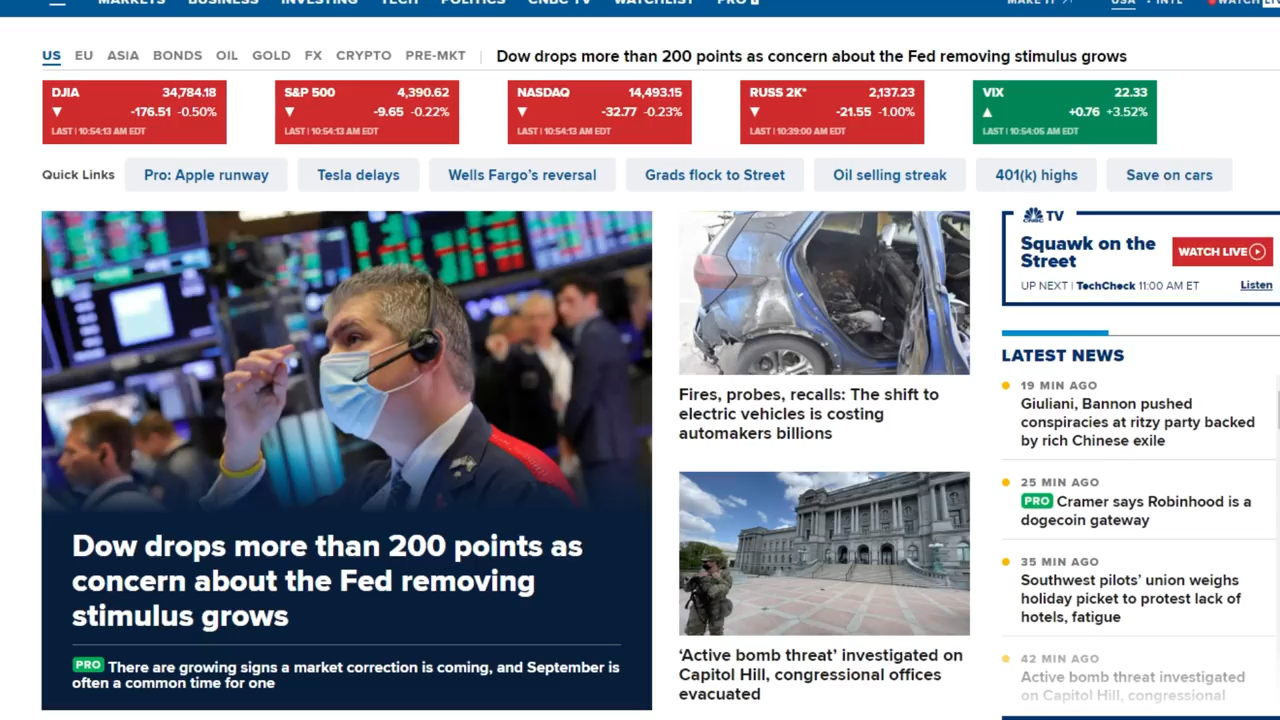 MARKETS BUSINESS INVESTING TECH POLITICS CNBC TV WATCHLIST PRO
MAKE IT USA INTL WATCH LIVE
US EU ASIA BONDS OIL GOLD FX CRYPTO PRE-MKT
Dow drops more than 200 points as concern about the Fed removing stimulus grows
DJIA 34,784.18
▼ -176.51 -0.50%
LAST | 10:54:13 AM EDT
S&P 500 4,390.62
▼ -9.65 -0.22%
LAST | 10:54:13 AM EDT
NASDAQ 14,493.15
▼ -32.77 -0.23%
LAST | 10:54:13 AM EDT
RUSS 2K* 2,137.23
▼ -21.55 -1.00%
LAST | 10:39:00 AM EDT
VIX 22.33
▲ +0.76 +3.52%
LAST | 10:54:05 AM EDT
Quick Links
Pro: Apple runway
Tesla delays
Wells Fargo’s reversal
Grads flock to Street
Oil selling streak
401(k) highs
Save on cars
Dow drops more than 200 points as
concern about the Fed removing
stimulus grows
PRO There are growing signs a market correction is coming, and September is
often a common time for one
Fires, probes, recalls: The shift to
electric vehicles is costing
automakers billions
‘Active bomb threat’ investigated on
Capitol Hill, congressional offices
evacuated
CNBC TV
Squawk on the
Street
WATCH LIVE
UP NEXT | TechCheck 11:00 AM ET
Listen
LATEST NEWS
19 MIN AGO
Giuliani, Bannon pushed
conspiracies at ritzy party backed
by rich Chinese exile
25 MIN AGO
PRO Cramer says Robinhood is a
dogecoin gateway
35 MIN AGO
Southwest pilots’ union weighs
holiday picket to protest lack of
hotels, fatigue
42 MIN AGO
Active bomb threat investigated
on Capitol Hill, congressional